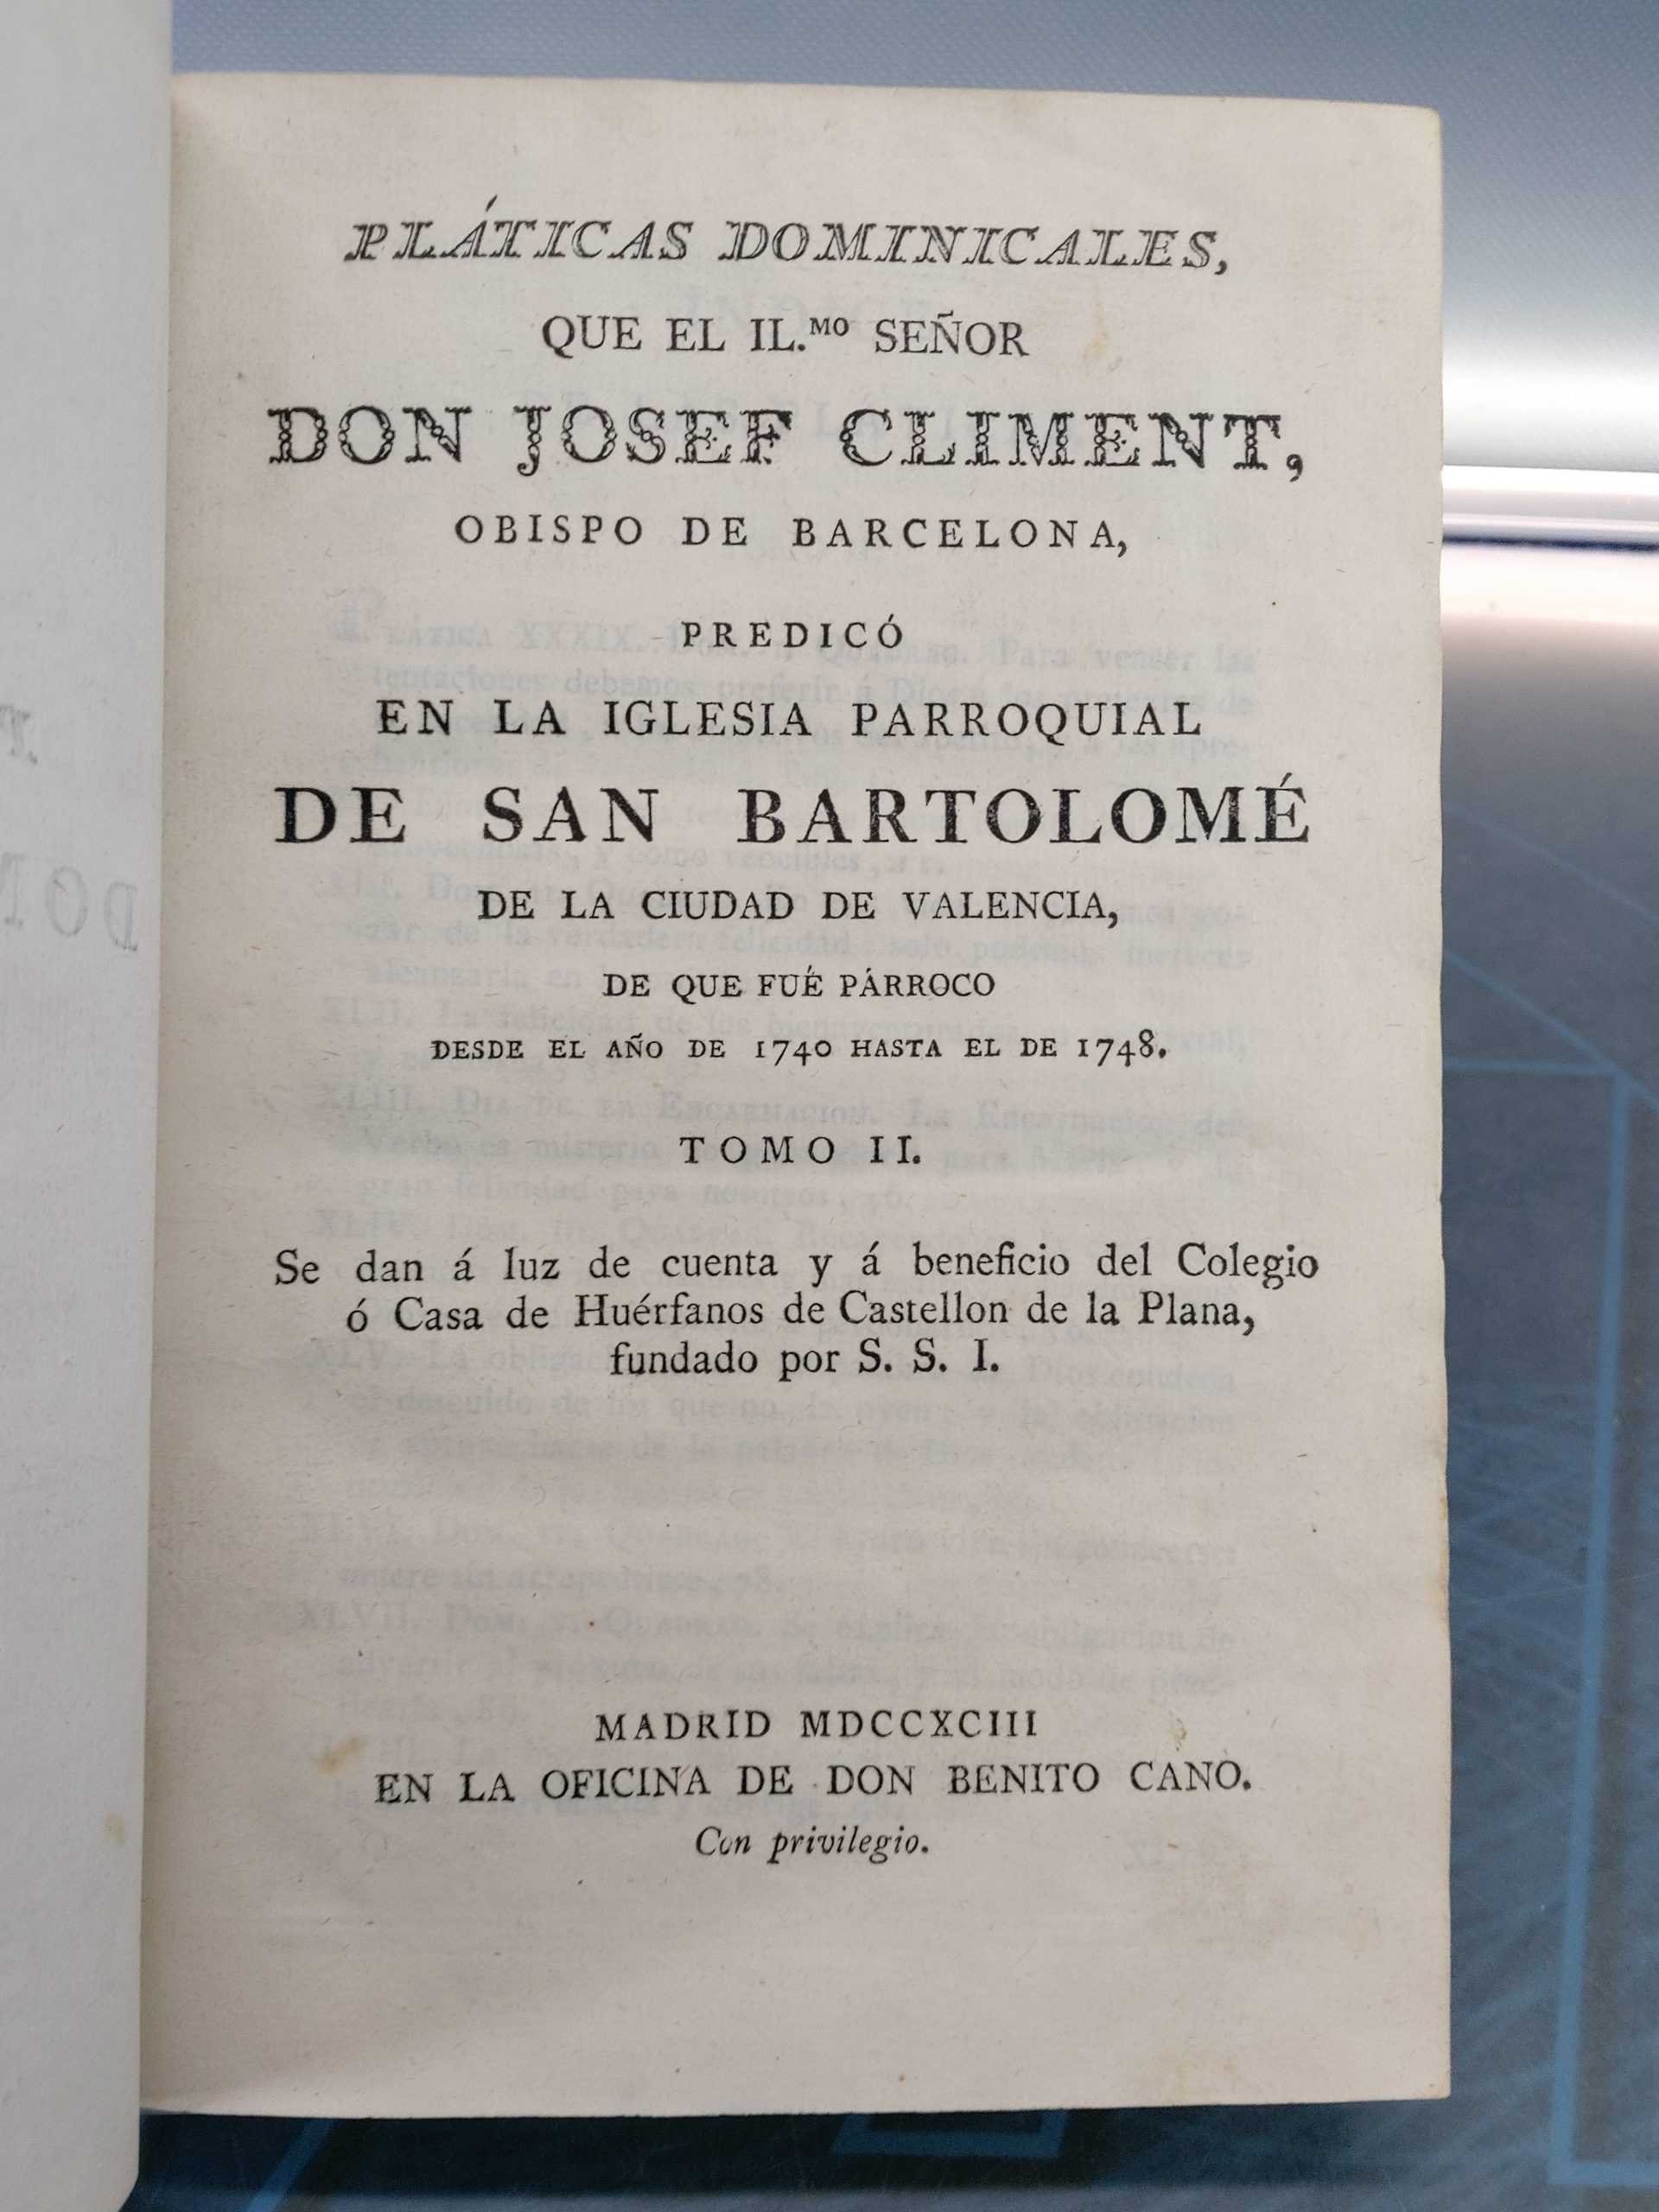 PLÁTICAS DOMINICALES,
QUE EL IL.MO SEÑOR
DON JOSEF CLIMENT,
OBISPO DE BARCELONA,
PREDICÓ
EN LA IGLESIA PARROQUIAL
DE SAN BARTOLOMÉ
DE LA CIUDAD DE VALENCIA,
DE QUE FUÉ PÁRROCO
DESDE EL AÑO DE 1740 HASTA EL DE 1748.
TOMO II.
Se dan á luz de cuenta y á beneficio del Colegio
ó Casa de Huérfanos de Castellon de la Plana,
fundado por S. S. I.
MADRID MDCCXCIII
EN LA OFICINA DE DON BENITO CANO.
Con privilegio.